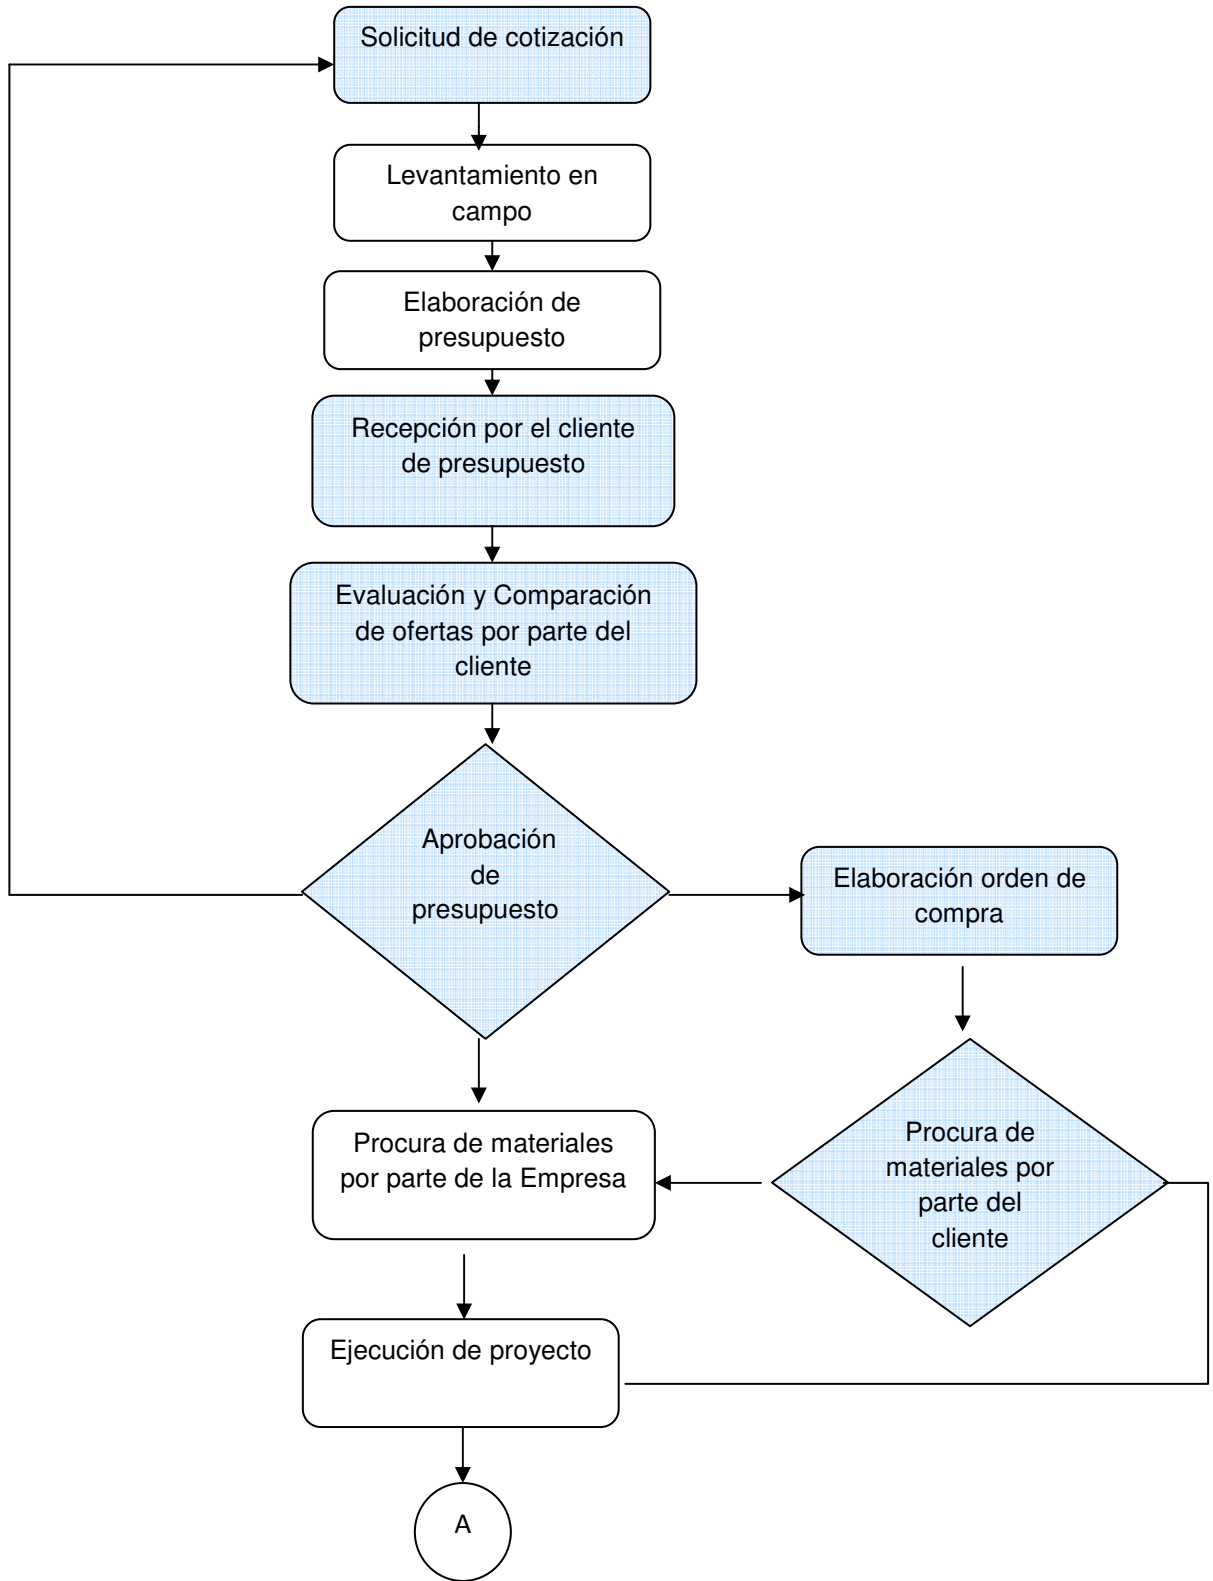 Solicitud de cotización
Levantamiento en
campo
Elaboración de
presupuesto
Recepción por el cliente
de presupuesto
Evaluación y Comparación
de ofertas por parte del
cliente
Aprobación
de
presupuesto
Elaboración orden de
compra
Procura de
materiales por
parte del
cliente
Procura de materiales
por parte de la Empresa
Ejecución de proyecto
A